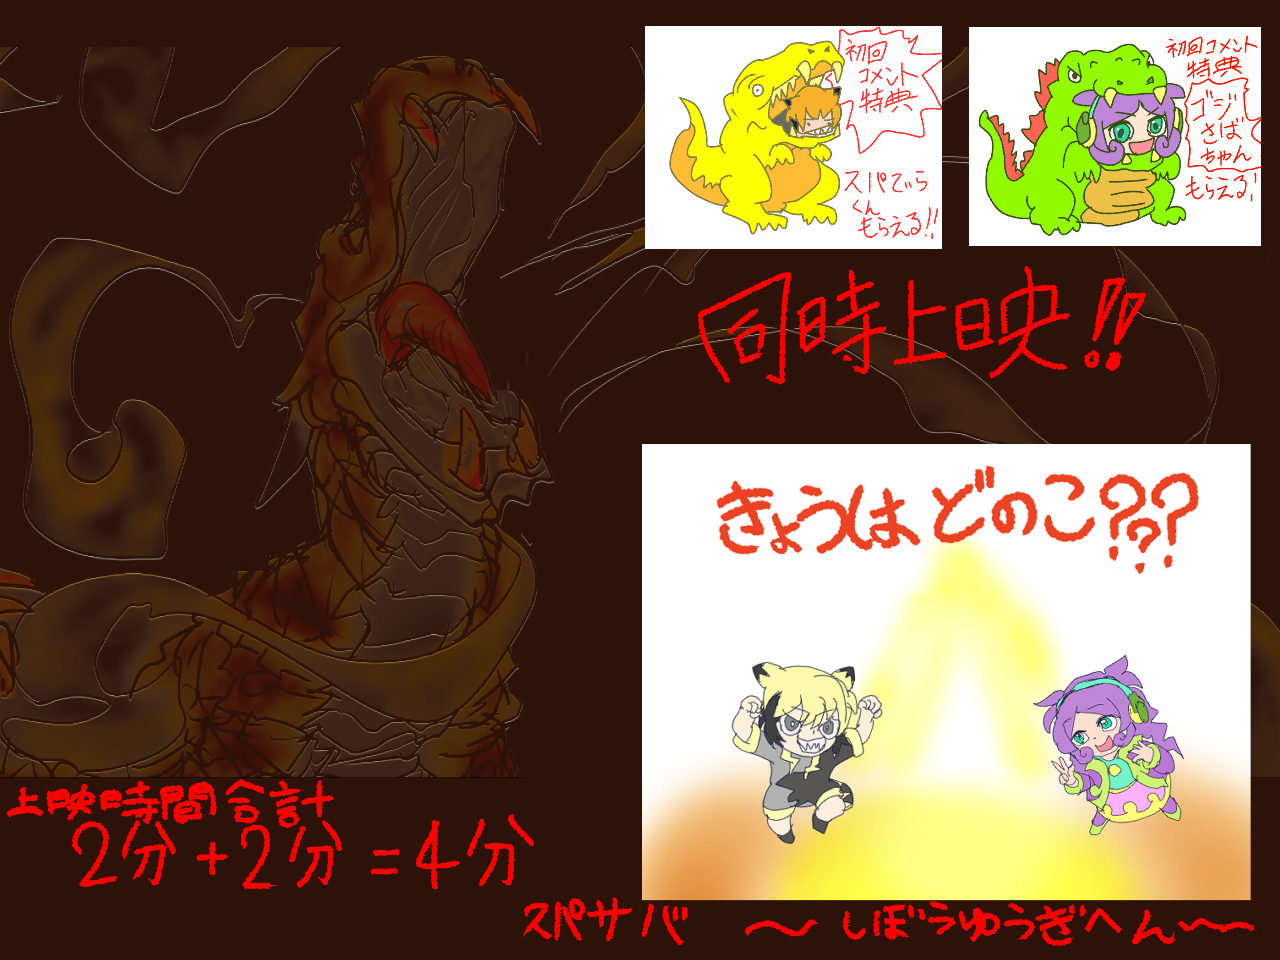 初回
コメント
特典
スパでぃら
くん
もらえる!!
初回コメント
特典
ゴジ
さば
ちゃん
もらえる!
同時上映!!
きょうは どのこ????
上映時間合計
2分+2分=4分
スパサバ 〜しぼうゆうぎへん〜